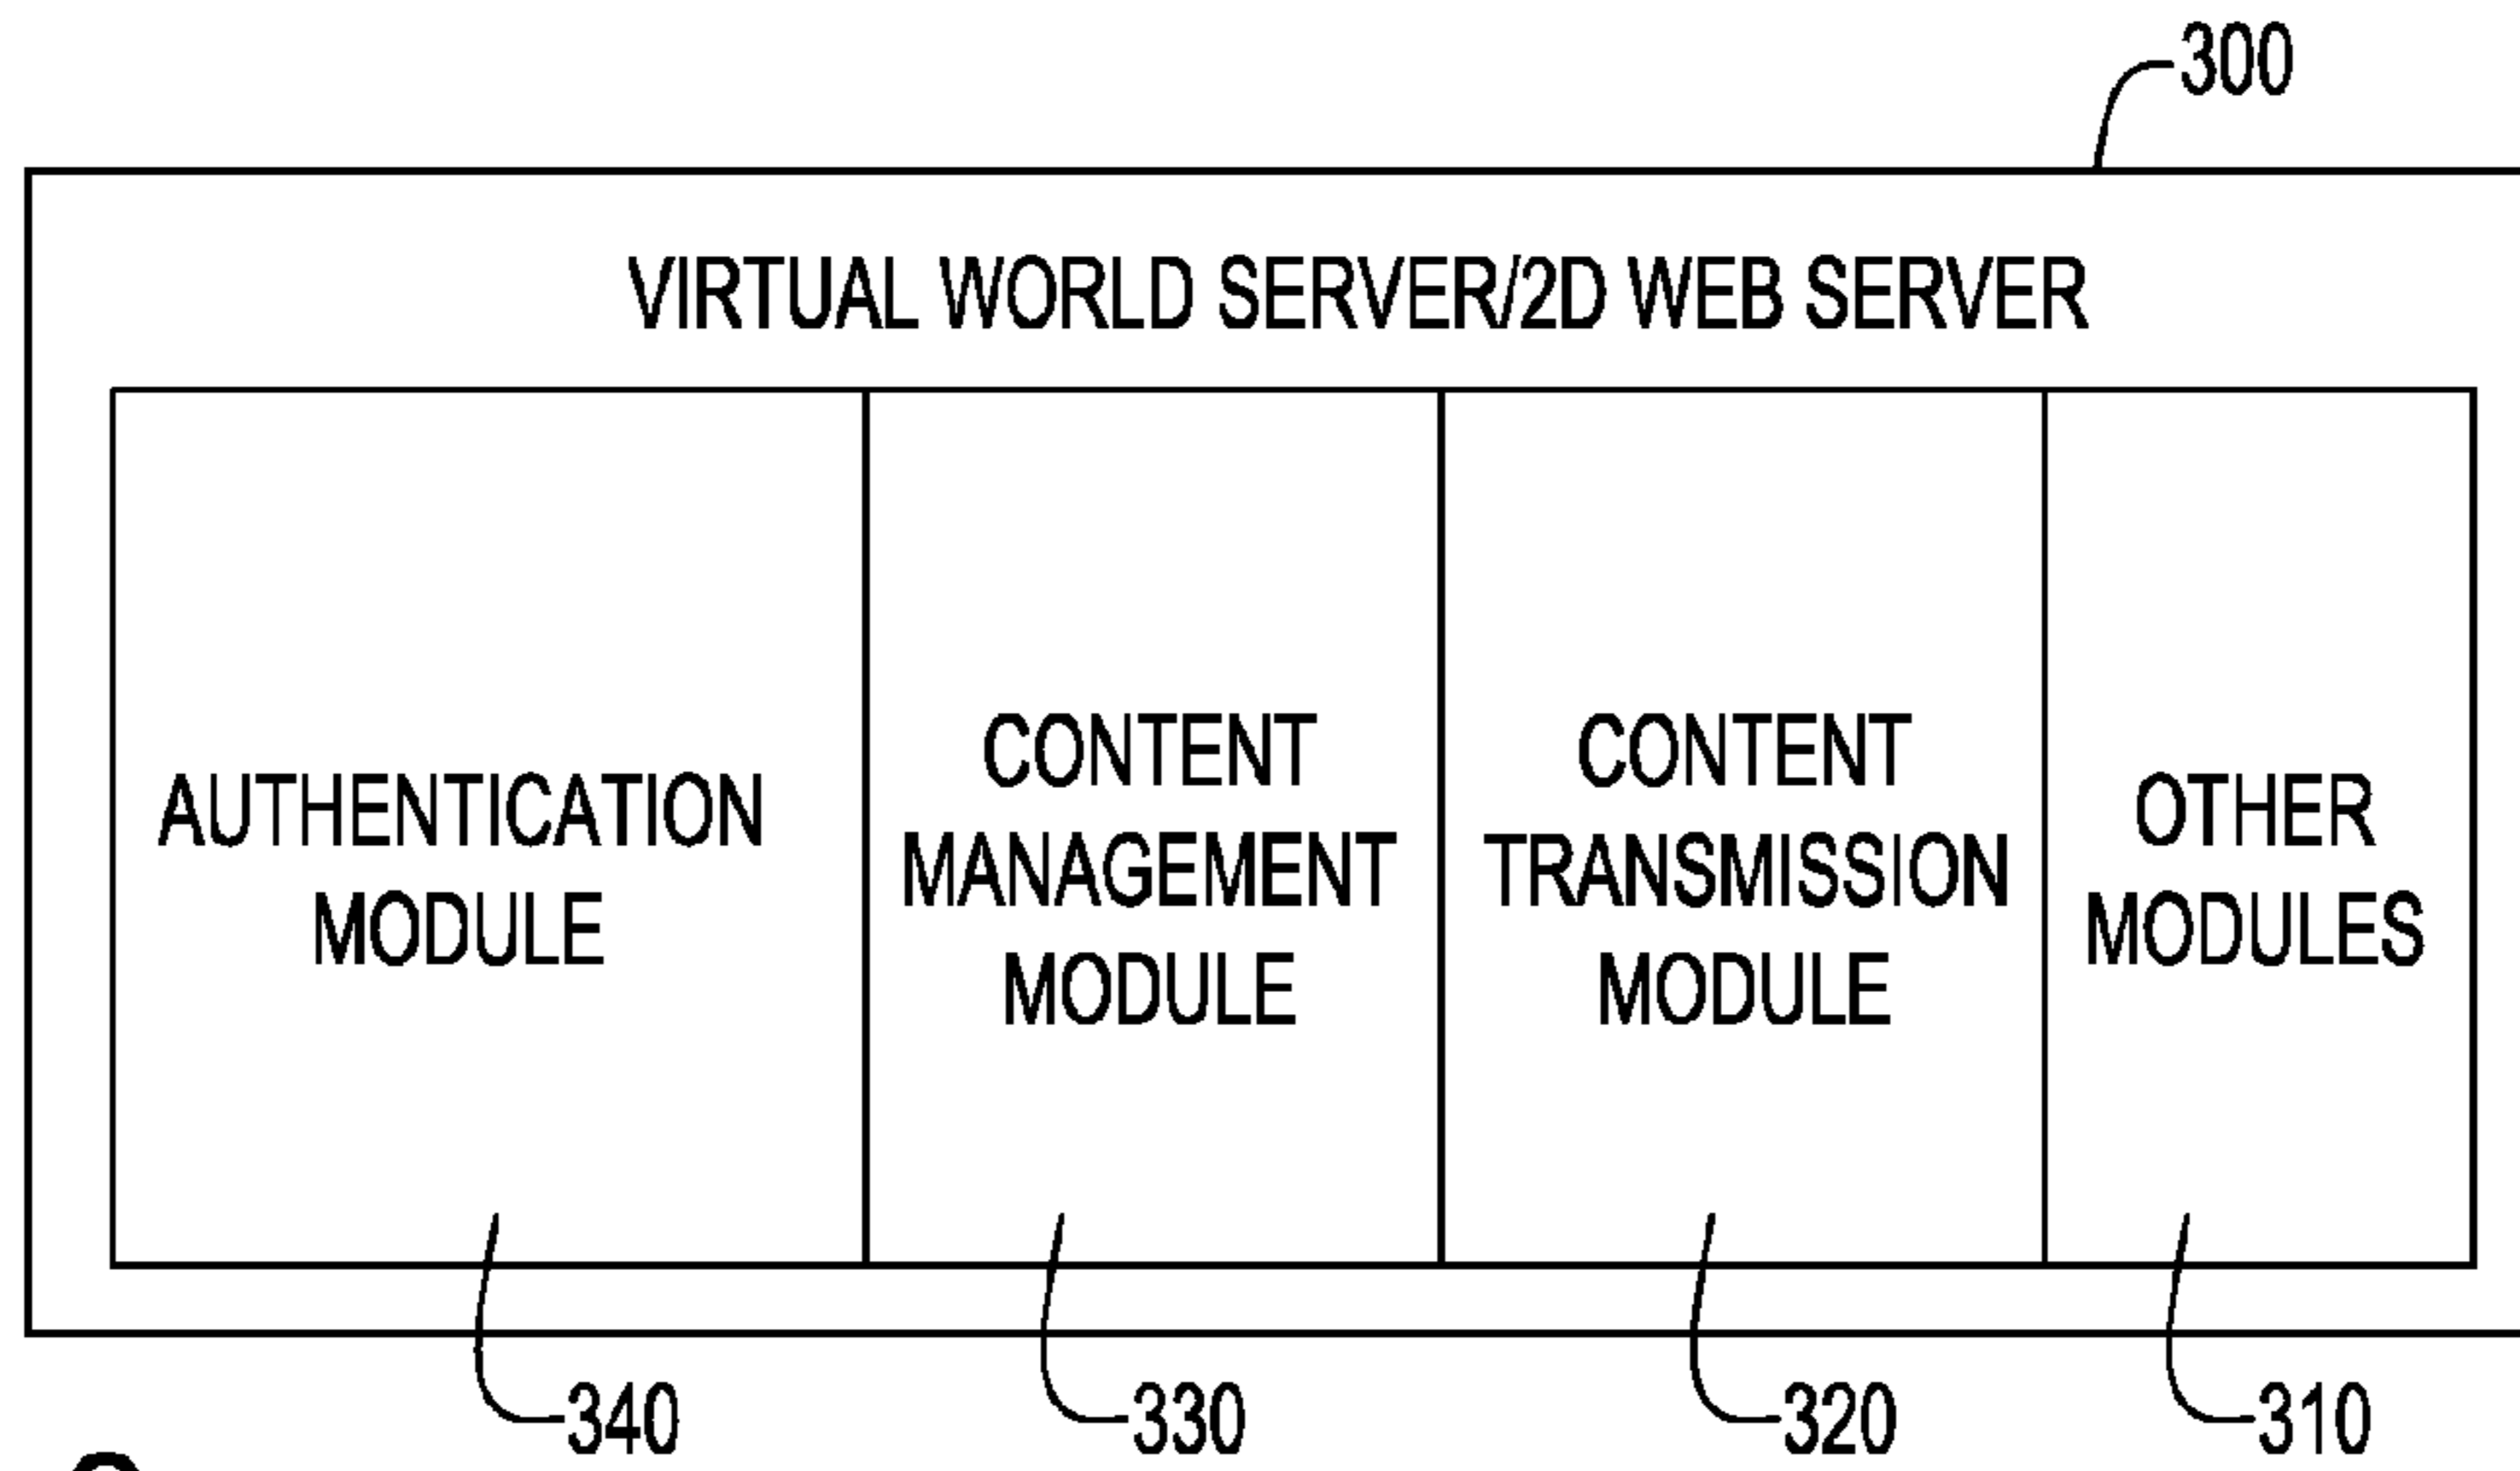 300
VIRTUAL WORLD SERVER/2D WEB SERVER
AUTHENTICATION
MODULE
CONTENT
MANAGEMENT
MODULE
CONTENT
TRANSMISSION
MODULE
OTHER
MODULES
340
330
320
310